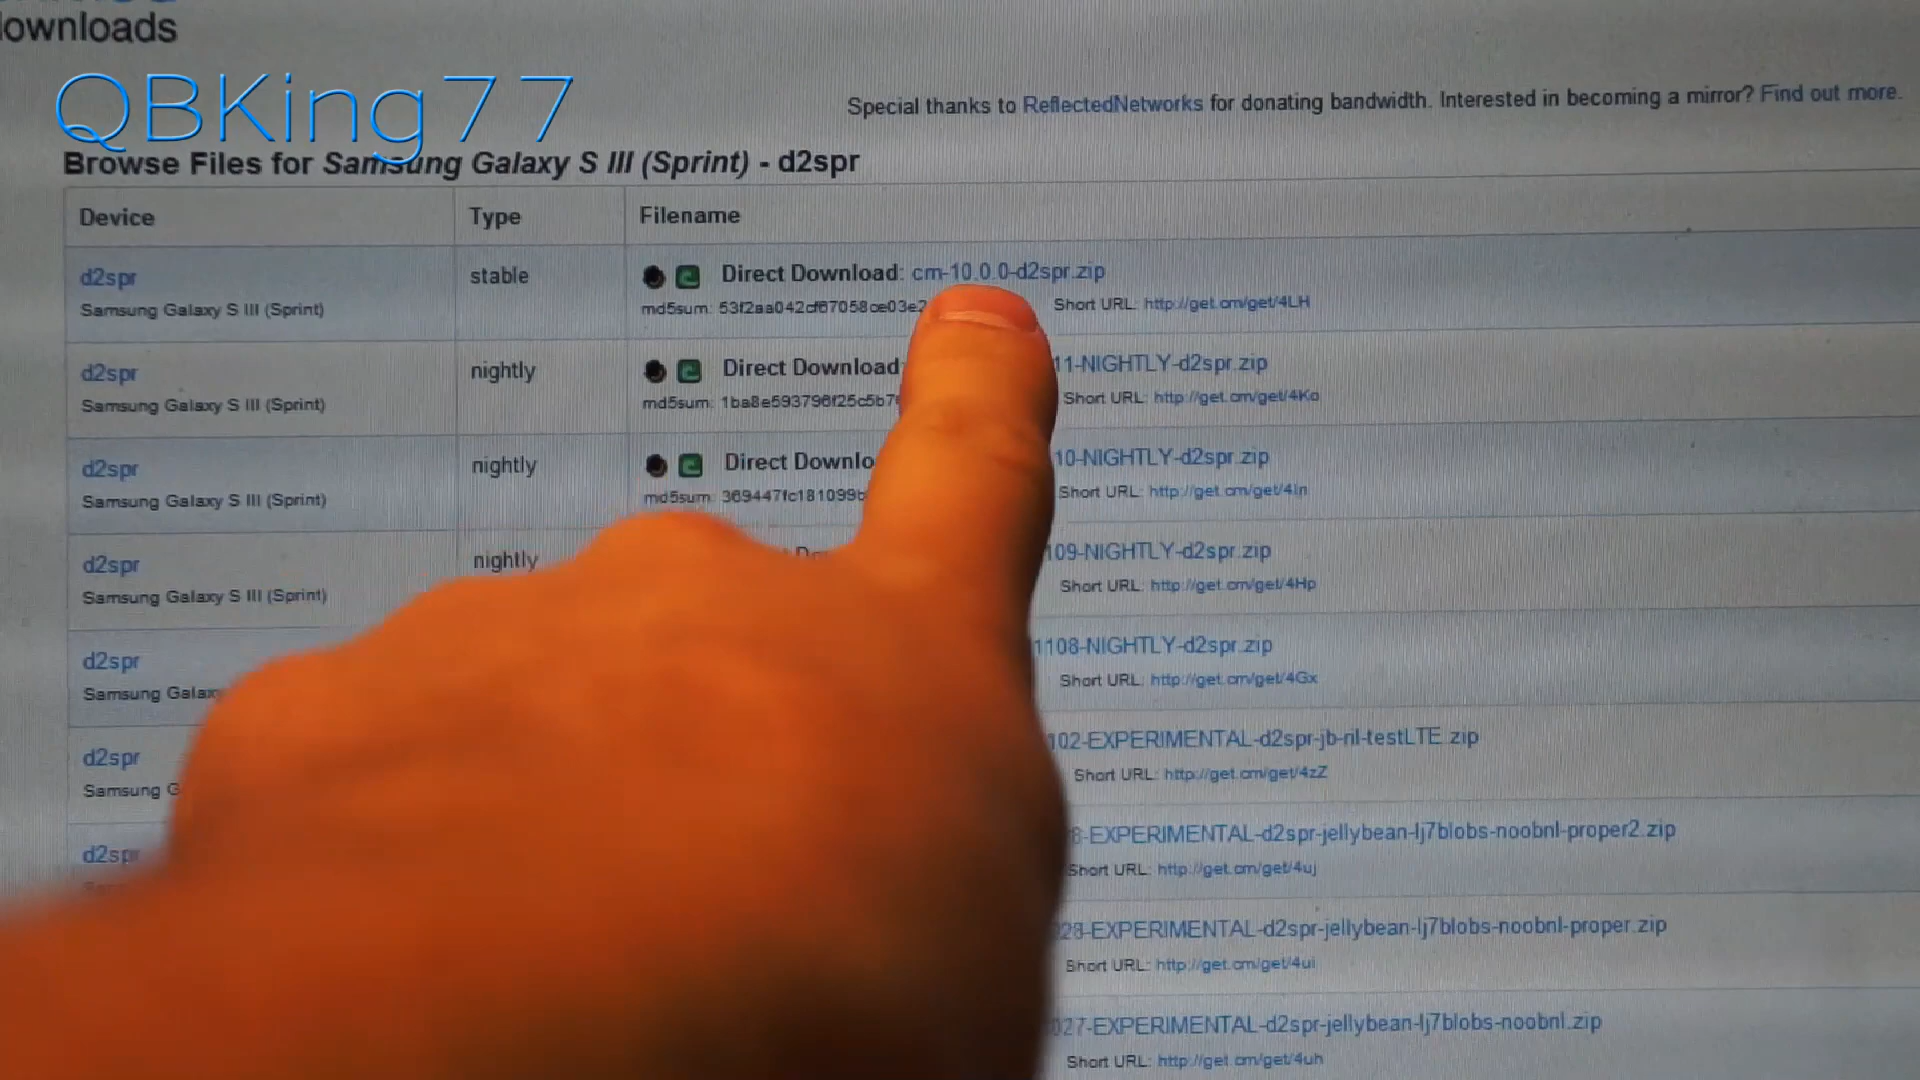 ownloads
QBKing77
Special thanks to ReflectedNetworks for donating bandwidth. Interested in becoming a mirror? Find out more.
Browse Files for Samsung Galaxy S III (Sprint) - d2spr
Device Type Filename
d2spr stable Direct Download: cm-10.0.0-d2spr.zip
Samsung Galaxy S III (Sprint) md5sum: 53f2aa042cf67058ce03e2 Short URL: http://get.cm/get/4LH
d2spr nightly Direct Download 11-NIGHTLY-d2spr.zip
Samsung Galaxy S III (Sprint) md5sum: 1ba8e593796f25c5b7 Short URL: http://get.cm/get/4Ko
d2spr nightly Direct Downlo 10-NIGHTLY-d2spr.zip
Samsung Galaxy S III (Sprint) md5sum: 369447fc181099b Short URL: http://get.cm/get/4In
d2spr nightly 109-NIGHTLY-d2spr.zip
Samsung Galaxy S III (Sprint) Short URL: http://get.cm/get/4Hp
d2spr 1108-NIGHTLY-d2spr.zip
Samsung Galax Short URL: http://get.cm/get/4Gx
d2spr 102-EXPERIMENTAL-d2spr-jb-ril-testLTE.zip
Samsung G Short URL: http://get.cm/get/4zZ
d2spr 8-EXPERIMENTAL-d2spr-jellybean-lj7blobs-noobnl-proper2.zip
Short URL: http://get.cm/get/4uj
28-EXPERIMENTAL-d2spr-jellybean-lj7blobs-noobnl-proper.zip
Short URL: http://get.cm/get/4ui
027-EXPERIMENTAL-d2spr-jellybean-lj7blobs-noobnl.zip
Short URL: http://get.cm/get/4uh